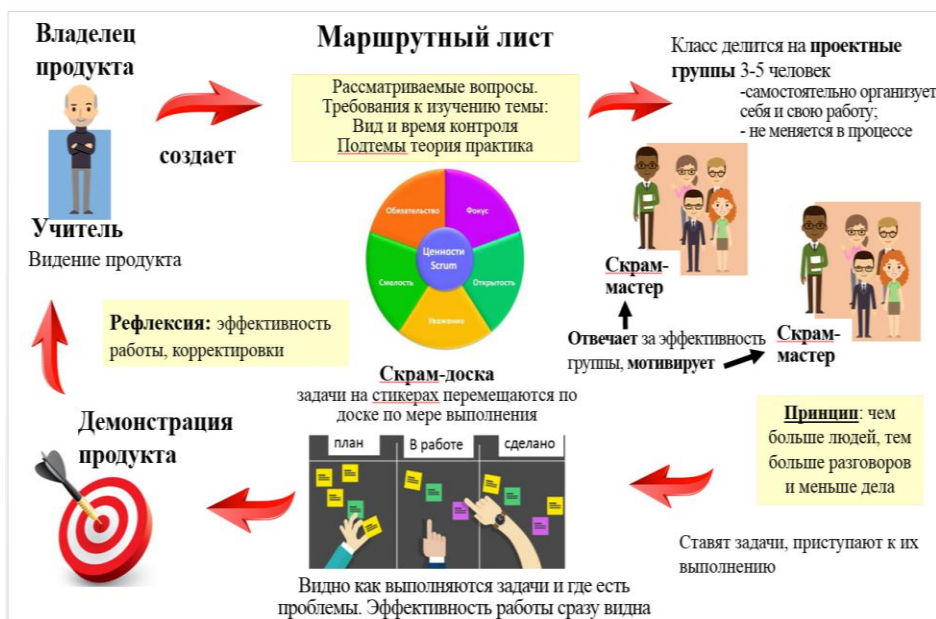 Владелец
продукта
создает
Учитель
Видение продукта
Маршрутный лист
Рассматриваемые вопросы.
Требования к изучению темы:
Вид и время контроля
Подтемы теория практика
Класс делится на проектные
группы 3-5 человек
-самостоятельно организует
себя и свою работу;
- не меняется в процессе
Обязательство
Фокус
Ценности
Scrum
Смелость
Открытость
Уважение
Скрам-
мастер
Скрам-
мастер
Отвечает за эффективность
группы, мотивирует
Рефлексия: эффективность
работы, корректировки
Скрам-доска
задачи на стикерах перемещаются по
доске по мере выполнения
план
В работе
сделано
Принцип: чем
больше людей, тем
больше разговоров
и меньше дела
Ставят задачи, приступают к их
выполнению
Демонстрация
продукта
Видно как выполняются задачи и где есть
проблемы. Эффективность работы сразу видна